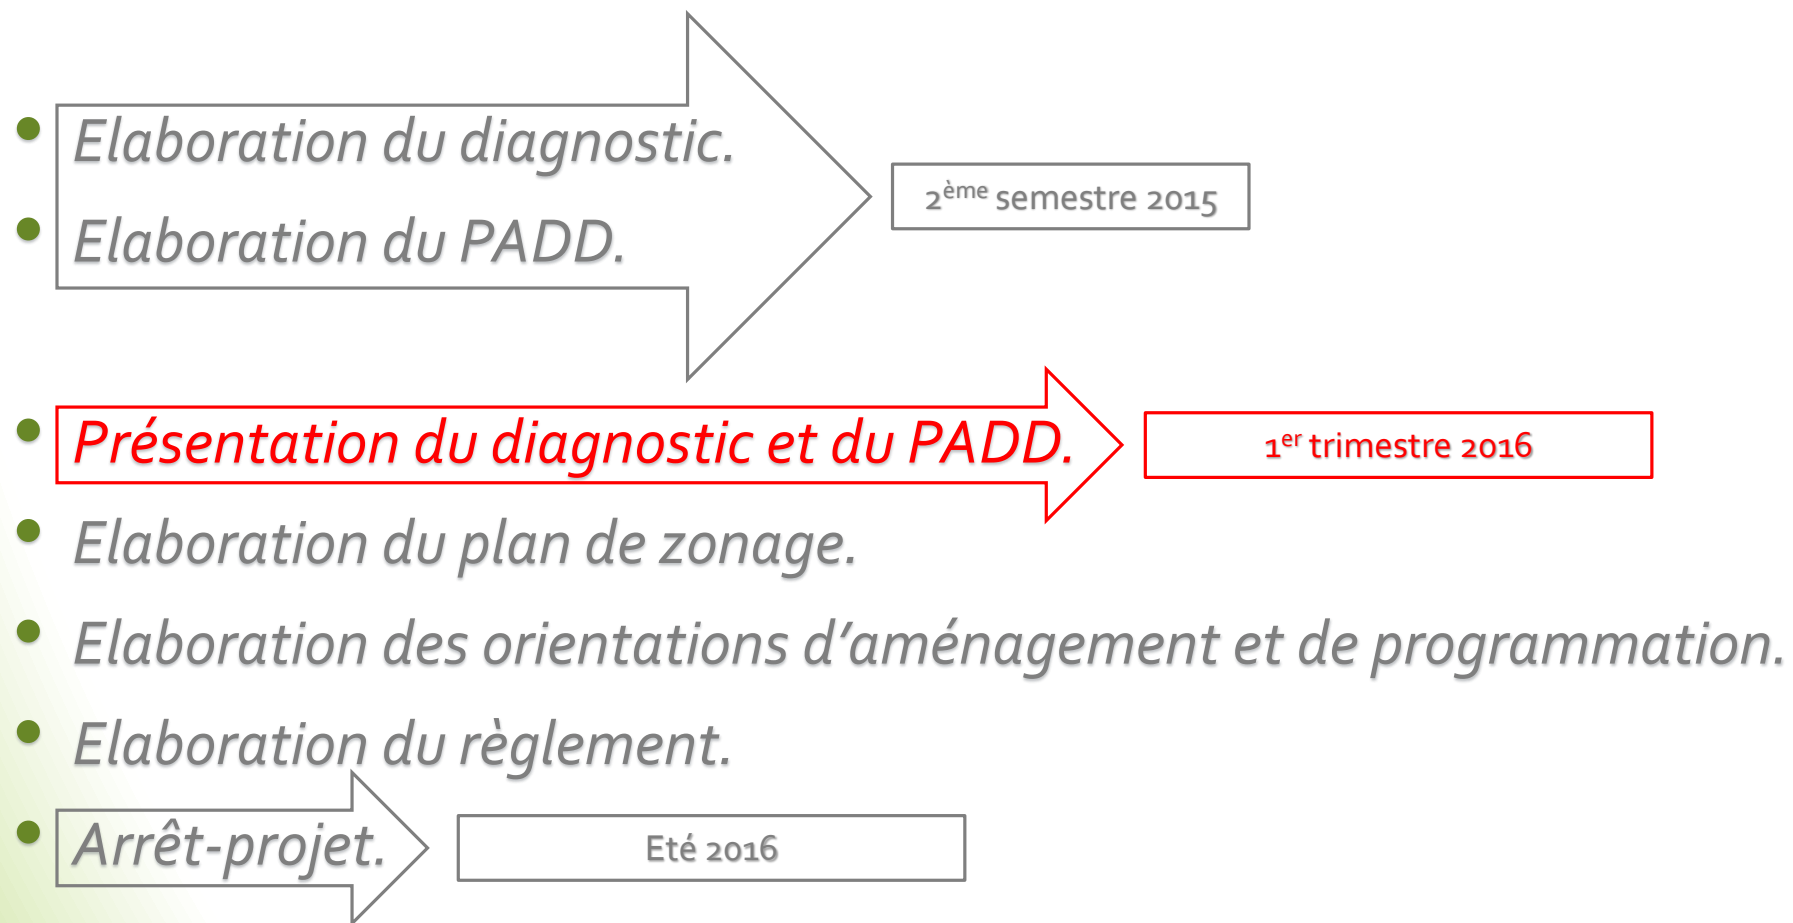 • Elaboration du diagnostic.
2ème semestre 2015
• Elaboration du PADD.
• Présentation du diagnostic et du PADD.
1er trimestre 2016
• Elaboration du plan de zonage.
• Elaboration des orientations d’aménagement et de programmation.
• Elaboration du règlement.
• Arrêt-projet.
Eté 2016